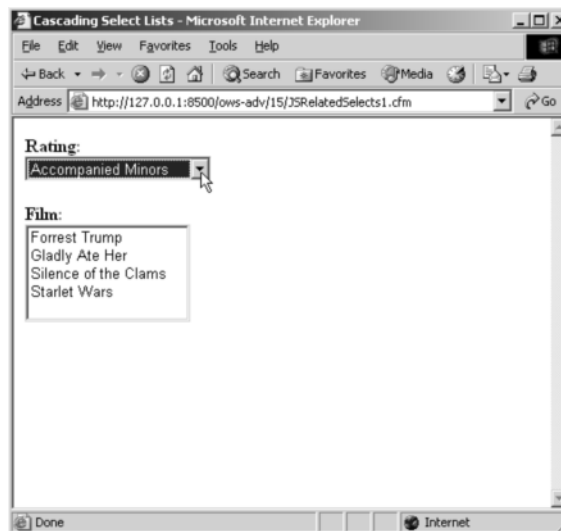 Cascading Select Lists - Microsoft Internet Explorer
File Edit View Favorites Tools Help
Back Search Favorites Media
Address http://127.0.0.1:8500/ows-adv/15/JSRelatedSelects1.cfm Go
Rating:
Accompanied Minors
Film:
Forrest Trump
Gladly Ate Her
Silence of the Clams
Starlet Wars
Done Internet